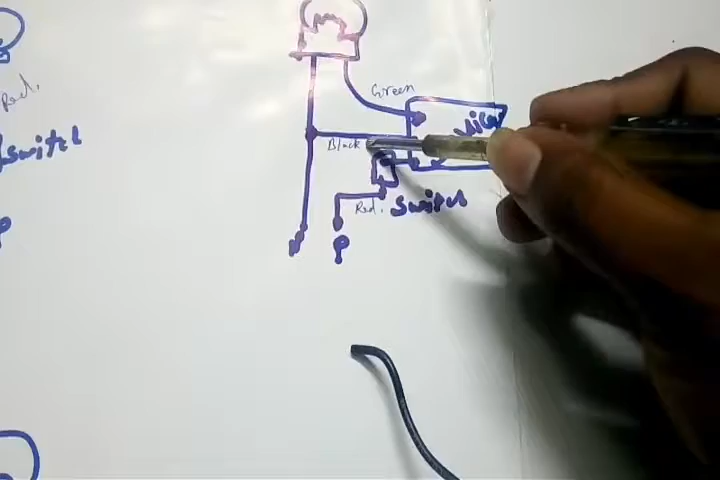 Green
Black
Red.
Switch
P
N
Red.
Switch
P